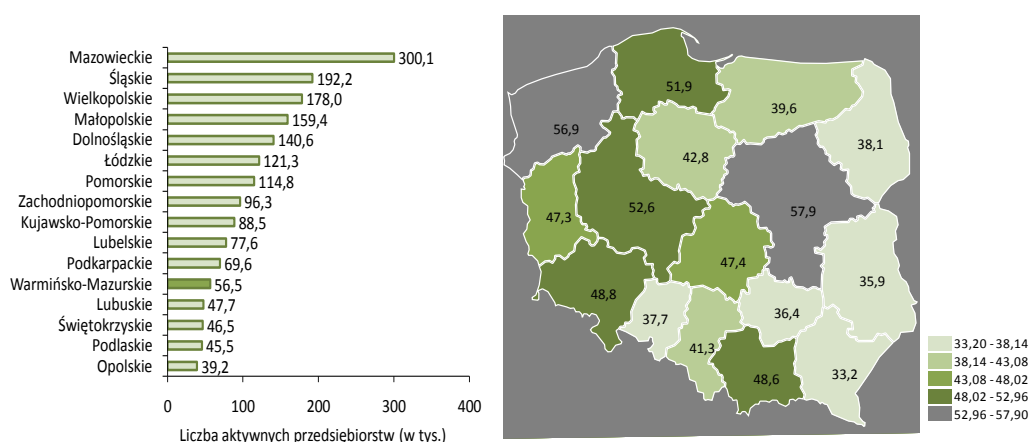 Mazowieckie 300,1
Śląskie 192,2
Wielkopolskie 178,0
Małopolskie 159,4
Dolnośląskie 140,6
Łódzkie 121,3
Pomorskie 114,8
Zachodniopomorskie 96,3
Kujawsko-Pomorskie 88,5
Lubelskie 77,6
Podkarpackie 69,6
Warmińsko-Mazurskie 56,5
Lubuskie 47,7
Świętokrzyskie 46,5
Podlaskie 45,5
Opolskie 39,2
0 100 200 300 400
Liczba aktywnych przedsiębiorstw (w tys.)
51,9
39,6
56,9
38,1
42,8
52,6
57,9
47,3
47,4
35,9
48,8
36,4
37,7
41,3
48,6
33,2
33,20 - 38,14
38,14 - 43,08
43,08 - 48,02
48,02 - 52,96
52,96 - 57,90